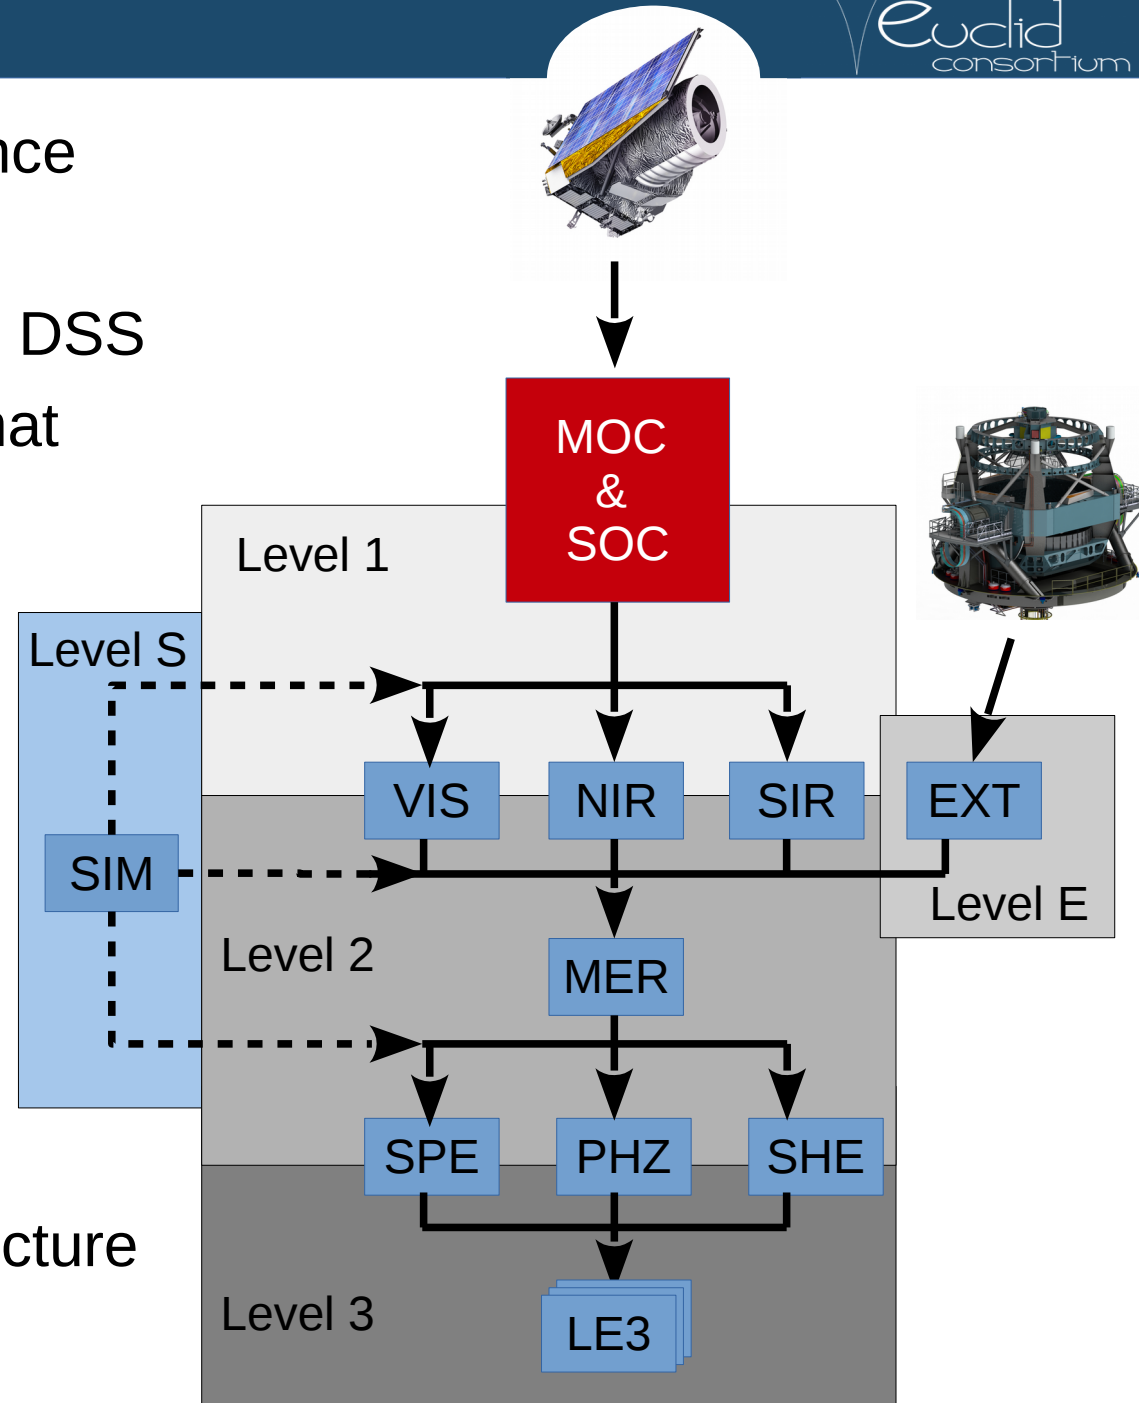 Euclid
consortium
nce
DSS
nat
MOC
&
SOC
Level 1
Level S
VIS
NIR
SIR
EXT
SIM
Level E
Level 2
MER
SPE
PHZ
SHE
cture
Level 3
LE3